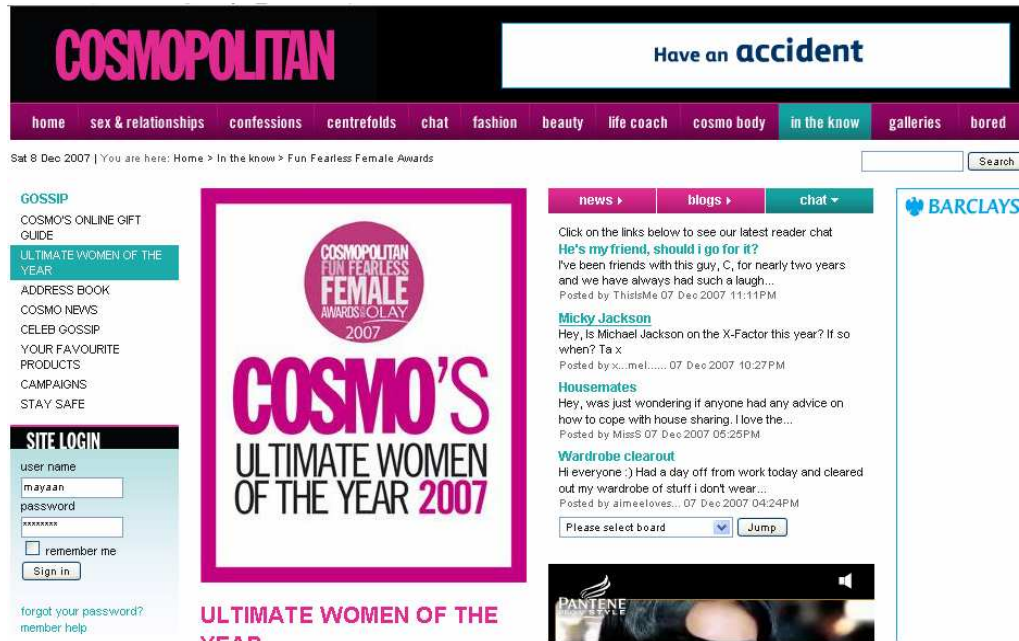 COSMOPOLITAN
Have an accident
home sex & relationships confessions centrefolds chat fashion beauty life coach cosmo body in the know galleries bored
Sat 8 Dec 2007 | You are here: Home > In the know > Fun Fearless Female Awards
Search
GOSSIP
COSMO'S ONLINE GIFT
GUIDE
ULTIMATE WOMEN OF THE
YEAR
ADDRESS BOOK
COSMO NEWS
CELEB GOSSIP
YOUR FAVOURITE
PRODUCTS
CAMPAIGNS
STAY SAFE
SITE LOGIN
user name
mayaan
password
********
remember me
Sign in
forgot your password?
member help
COSMOPOLITAN
FUN FEARLESS
FEMALE
AWARDS OLAY
2007
COSMO'S
ULTIMATE WOMEN
OF THE YEAR 2007
ULTIMATE WOMEN OF THE
YEAR
news blogs chat
Click on the links below to see our latest
reader chat
He's my friend, should i go for it?
I've been friends with this guy, C, for nearly two years
and we have always had such a laugh...
Posted by ThisIsMe 07 Dec 2007 11:11PM
Micky Jackson
Hey, Is Michael Jackson on the X-Factor this year? If so
when? Ta x
Posted by x...mel...... 07 Dec 2007 10:27PM
Housemates
Hey, was just wondering if anyone had any advice on
how to cope with house sharing. I love the...
Posted by MissS 07 Dec 2007 05:25PM
Wardrobe clearout
Hi everyone :) Had a day off from work today and cleared
out my wardrobe of stuff i don't wear...
Posted by aimeeloves... 07 Dec 2007 04:24PM
Please select board Jump
PANTENE
PRO-V STYLE
BARCLAYS